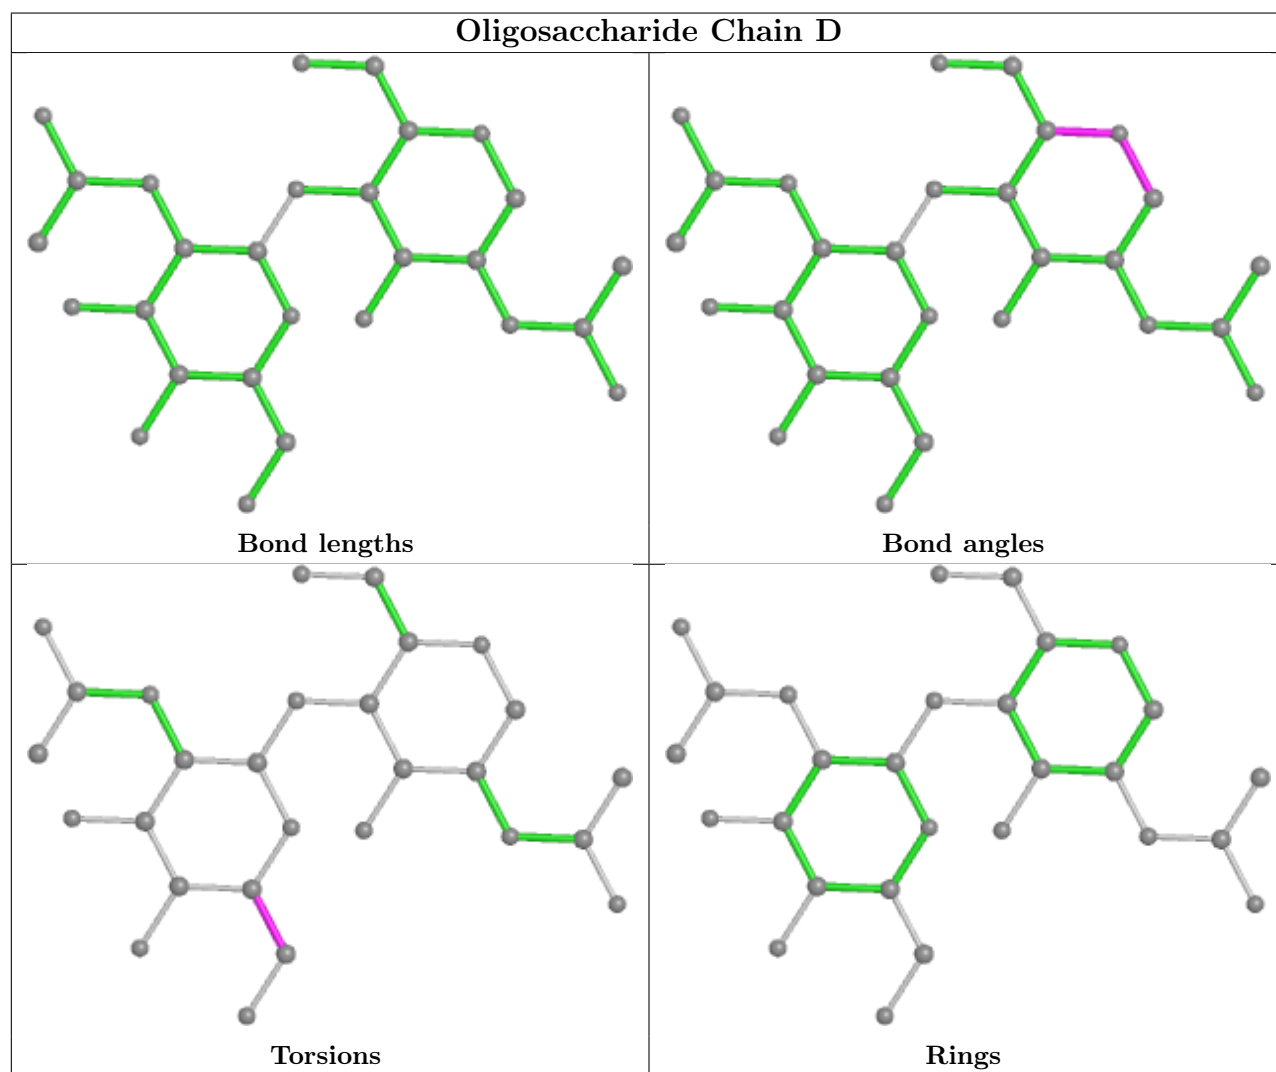 Oligosaccharide Chain D
Bond lengths
Bond angles
Torsions
Rings